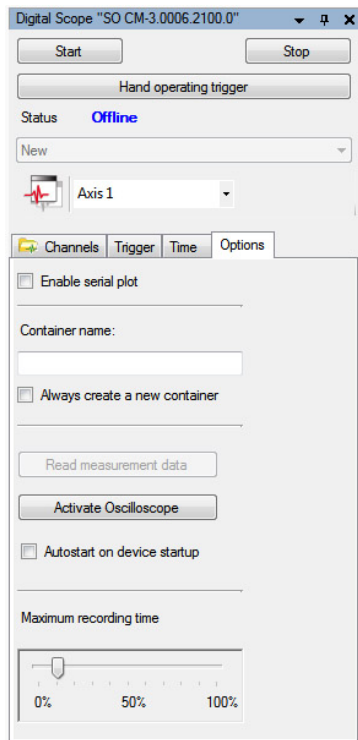 Digital Scope "SO CM-3.0006.2100.0"
Start Stop
Hand operating trigger
Status Offline
New
Axis 1
Channels Trigger Time Options
Enable serial plot
Container name:
Always create a new container
Read measurement data
Activate Oscilloscope
Autostart on device startup
Maximum recording time
0% 50% 100%